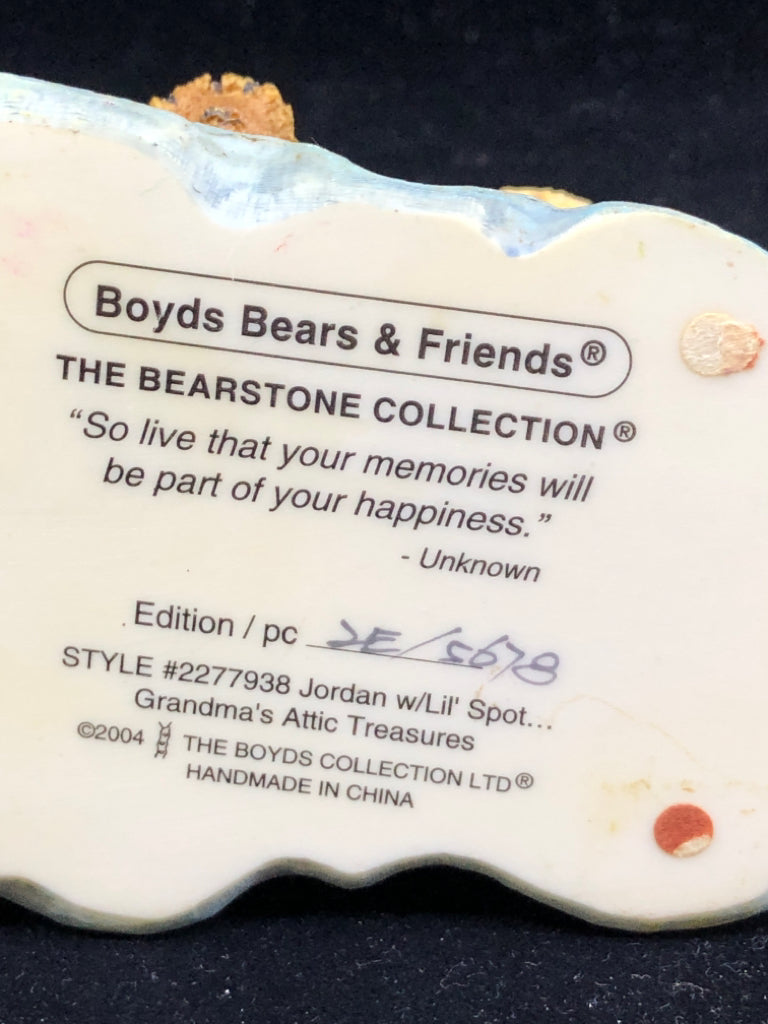 Boyds Bears & Friends®
THE BEARSTONE COLLECTION®
“So live that your memories will
be part of your happiness.”
- Unknown
Edition / pc 2E/5678
STYLE #2277938 Jordan w/Lil' Spot...
Grandma's Attic Treasures
©2004 THE BOYDS COLLECTION LTD®
HANDMADE IN CHINA